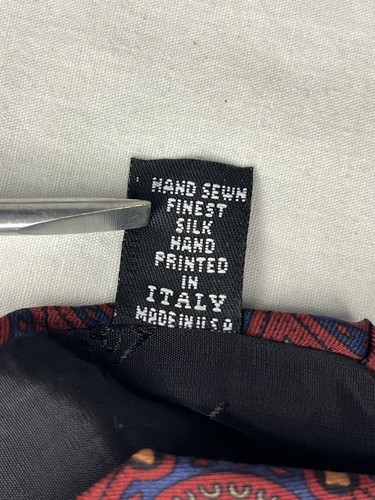 HAND SEWN
FINEST
SILK
HAND
PRINTED
IN
ITALY
MADE IN U.S.A